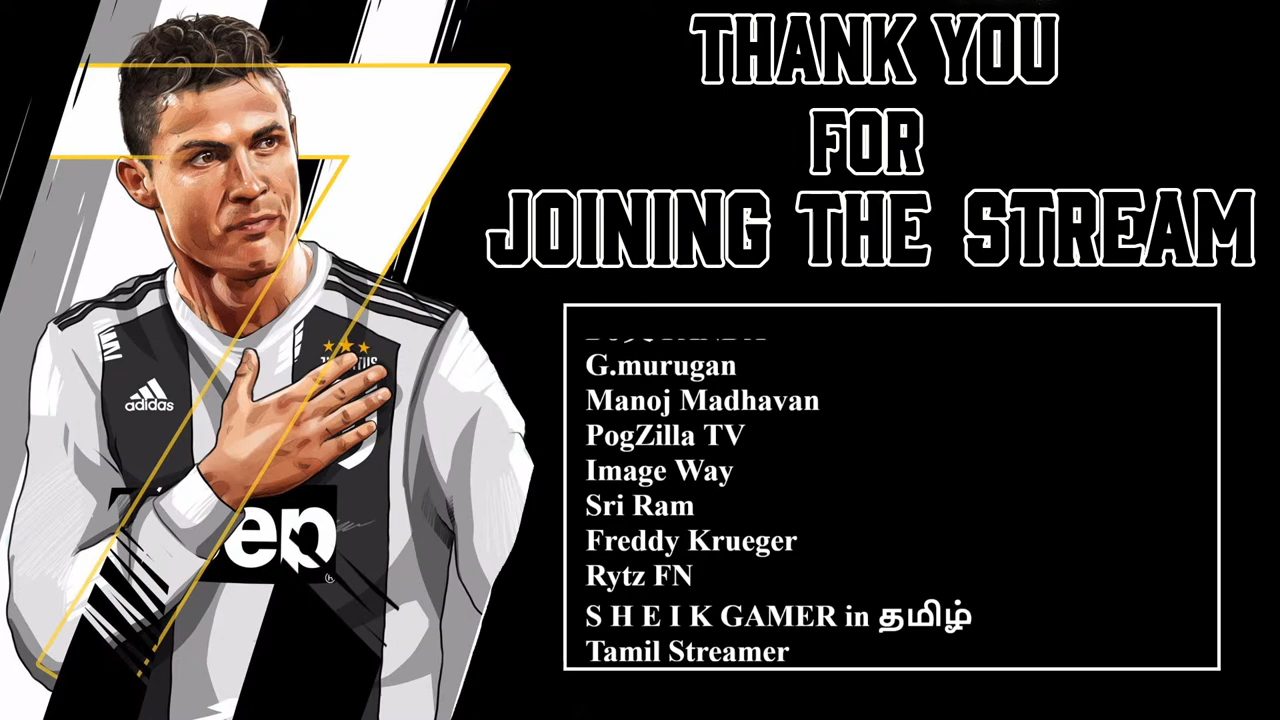 THANK YOU
FOR
JOINING THE STREAM
G.murugan
Manoj Madhavan
PogZilla TV
Image Way
Sri Ram
Freddy Krueger
Rytz FN
S H E I K GAMER in தமிழ்
Tamil Streamer
adidas